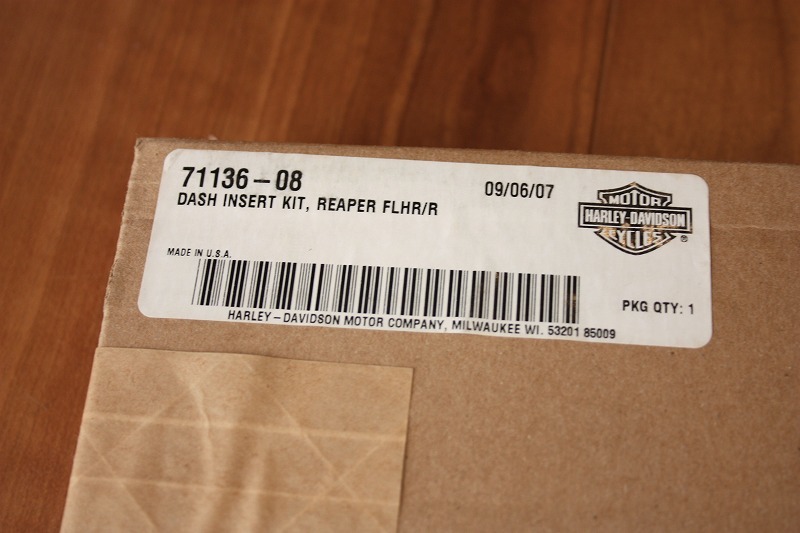 71136-08
DASH INSERT KIT, REAPER FLHR/R
09/06/07
MOTOR
HARLEY-DAVIDSON
CYCLES
®
MADE IN U.S.A.
PKG QTY: 1
HARLEY-DAVIDSON MOTOR COMPANY, MILWAUKEE WI. 53201 85009